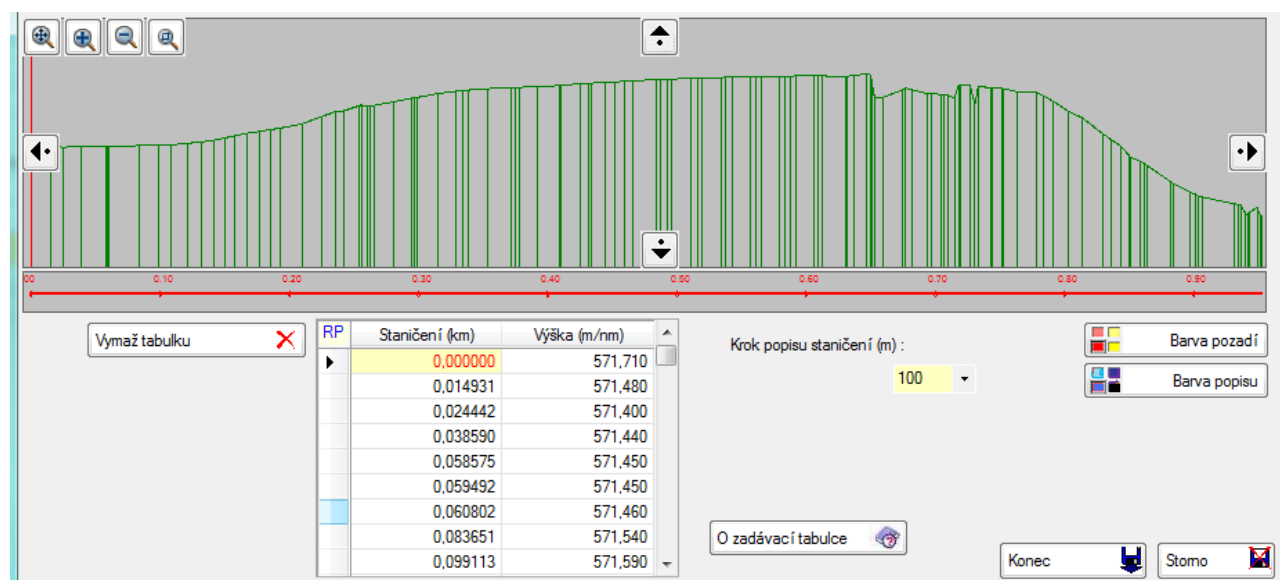 00 0.10 0.20 0.30 0.40 0.50 0.60 0.70 0.80 0.90
Vymaž tabulku
RP Staničení (km) Výška (m/nm)
0,000000 571,710
0,014931 571,480
0,024442 571,400
0,038590 571,440
0,058575 571,450
0,059492 571,450
0,060802 571,460
0,083651 571,540
0,099113 571,590
Krok popisu staničení (m) :
100
Barva pozadí
Barva popisu
O zadávací tabulce
Konec
Storno